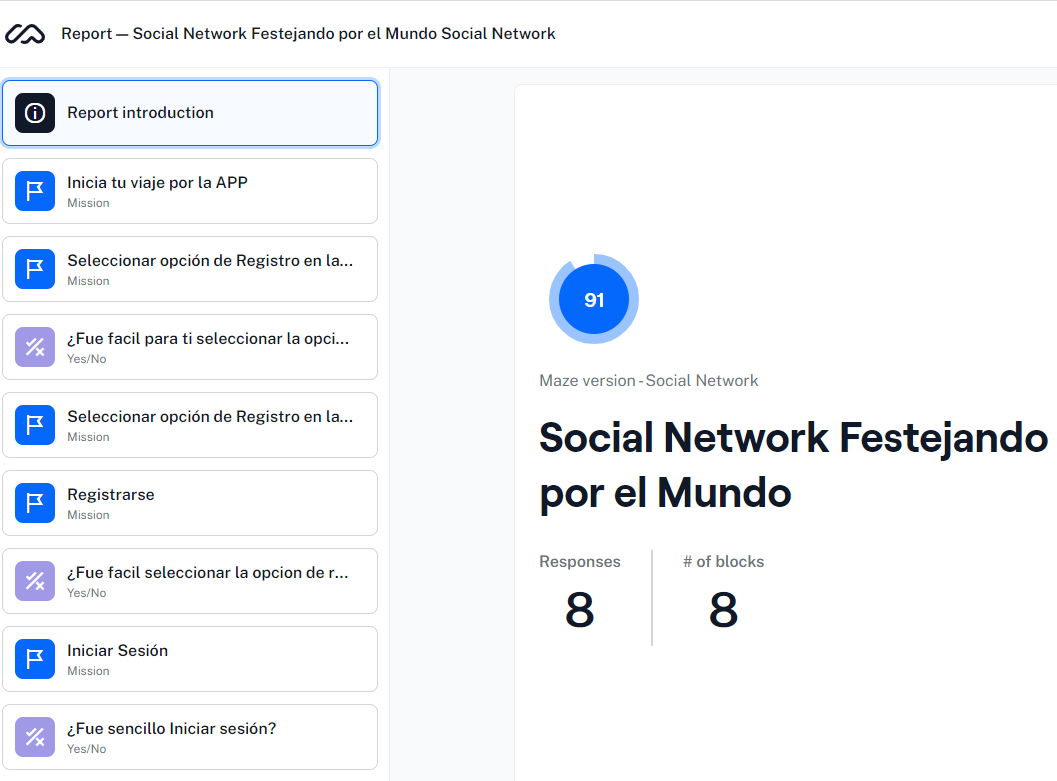 Report — Social Network Festejando por el Mundo Social Network
Report introduction
Inicia tu viaje por la APP
Mission
Seleccionar opción de Registro en la...
Mission
¿Fue facil para ti seleccionar la opci...
Yes/No
Seleccionar opción de Registro en la...
Mission
Registrarse
Mission
¿Fue facil seleccionar la opcion de r...
Yes/No
Iniciar Sesión
Mission
¿Fue sencillo Iniciar sesión?
Yes/No
91
Maze version - Social Network
Social Network Festejando
por el Mundo
Responses
8
# of blocks
8